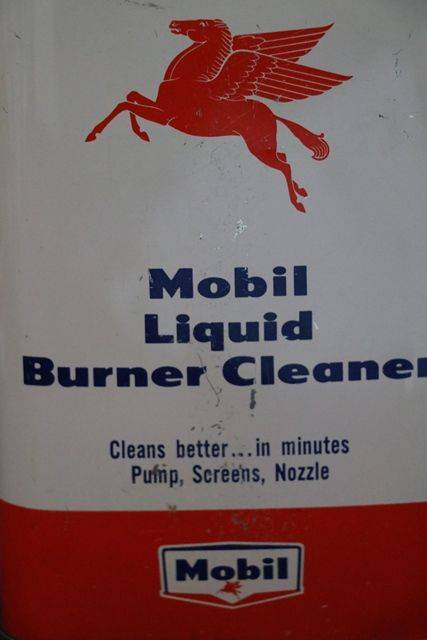 Mobil
Liquid
Burner Cleaner
Cleans better...in minutes
Pump, Screens, Nozzle
Mobil